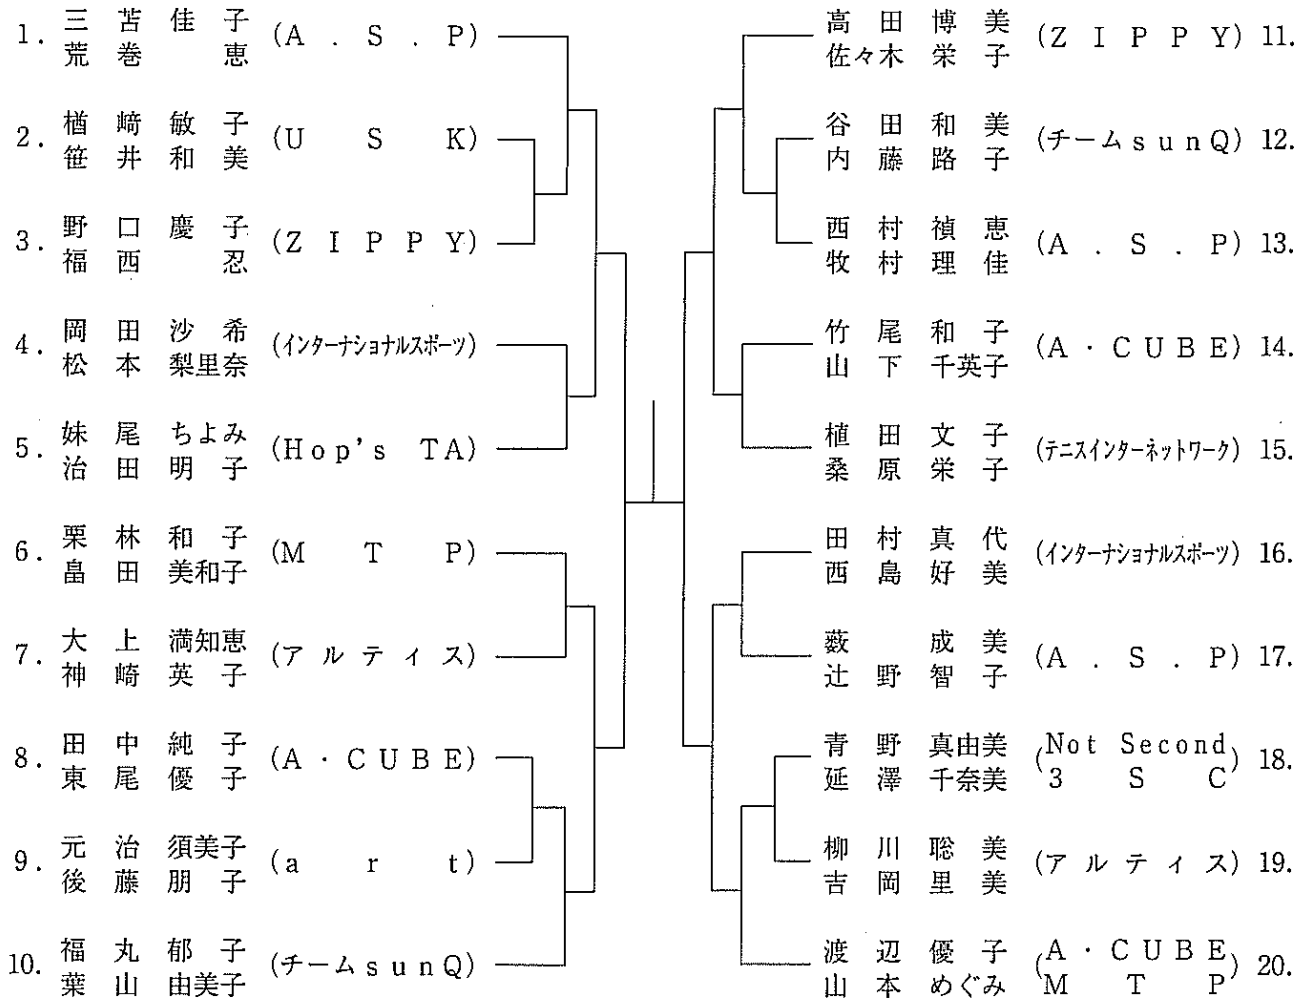 1. 三苫佳子 (A.S.P)
荒巻恵
2. 楢﨑敏子 (USK)
笹井和美
3. 野口慶子 (ZIPPY)
福西忍
4. 岡田沙希 (インターナショナルスポーツ)
松本梨里奈
5. 妹尾ちよみ (Hop's TA)
治田明子
6. 栗林和子 (MTP)
畠田美和子
7. 大上満知恵 (アルティス)
神崎英子
8. 田中純子 (A・CUBE)
東尾優子
9. 元治須美子 (art)
後藤朋子
10. 福丸郁子 (チームsunQ)
葉山由美子
高田博美 (ZIPPY) 11.
佐々木栄子
谷田和美 (チームsunQ) 12.
内藤路子
西村禎恵 (A.S.P) 13.
牧村理佳
竹尾和子 (A・CUBE) 14.
山下千英子
植田文子 (テニスインターネットワーク) 15.
桑原栄子
田村真代 (インターナショナルスポーツ) 16.
西島好美
薮成美 (A.S.P) 17.
辻野智子
青野真由美 (Not Second) 18.
延澤千奈美 3SC
柳川聡美 (アルティス) 19.
吉岡里美
渡辺優子 (A・CUBE) 20.
山本めぐみ MTP